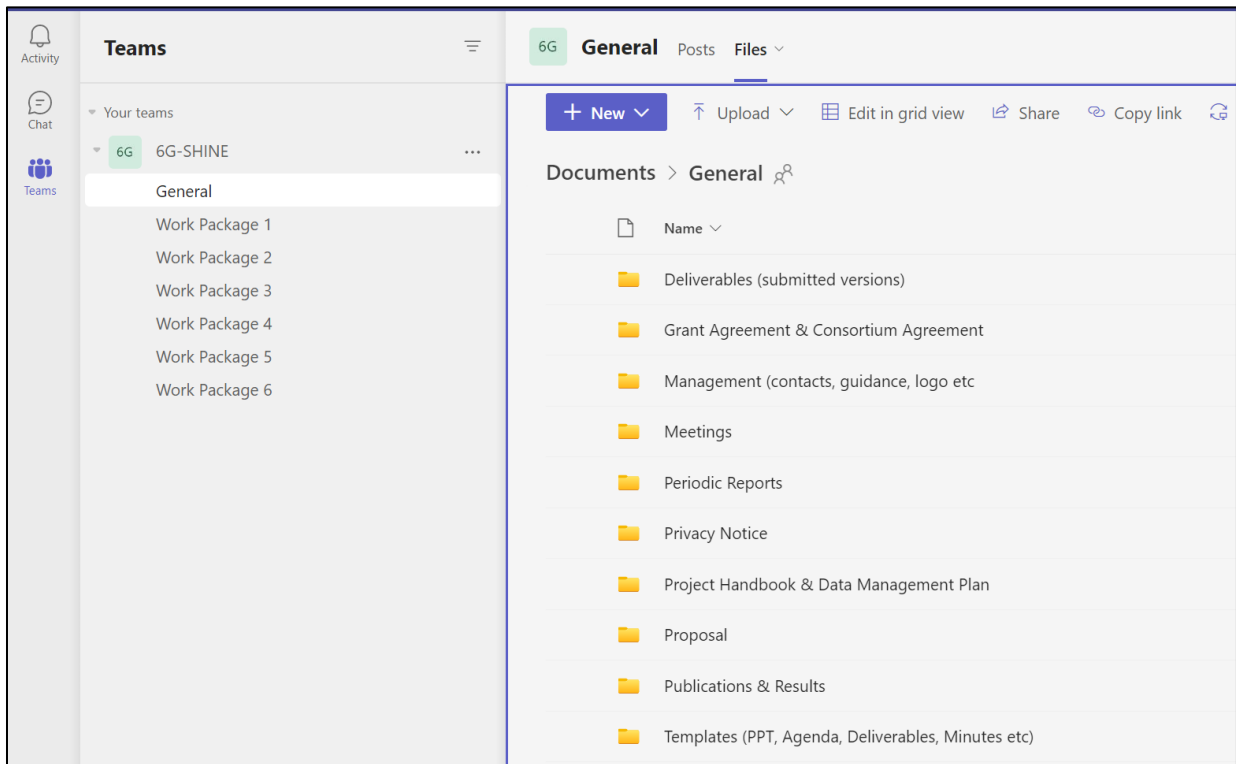 Activity
Chat
Teams
Teams
Your teams
6G 6G-SHINE ...
General
Work Package 1
Work Package 2
Work Package 3
Work Package 4
Work Package 5
Work Package 6
6G General Posts Files
+ New Upload Edit in grid view Share Copy link
Documents > General
Name
Deliverables (submitted versions)
Grant Agreement & Consortium Agreement
Management (contacts, guidance, logo etc
Meetings
Periodic Reports
Privacy Notice
Project Handbook & Data Management Plan
Proposal
Publications & Results
Templates (PPT, Agenda, Deliverables, Minutes etc)